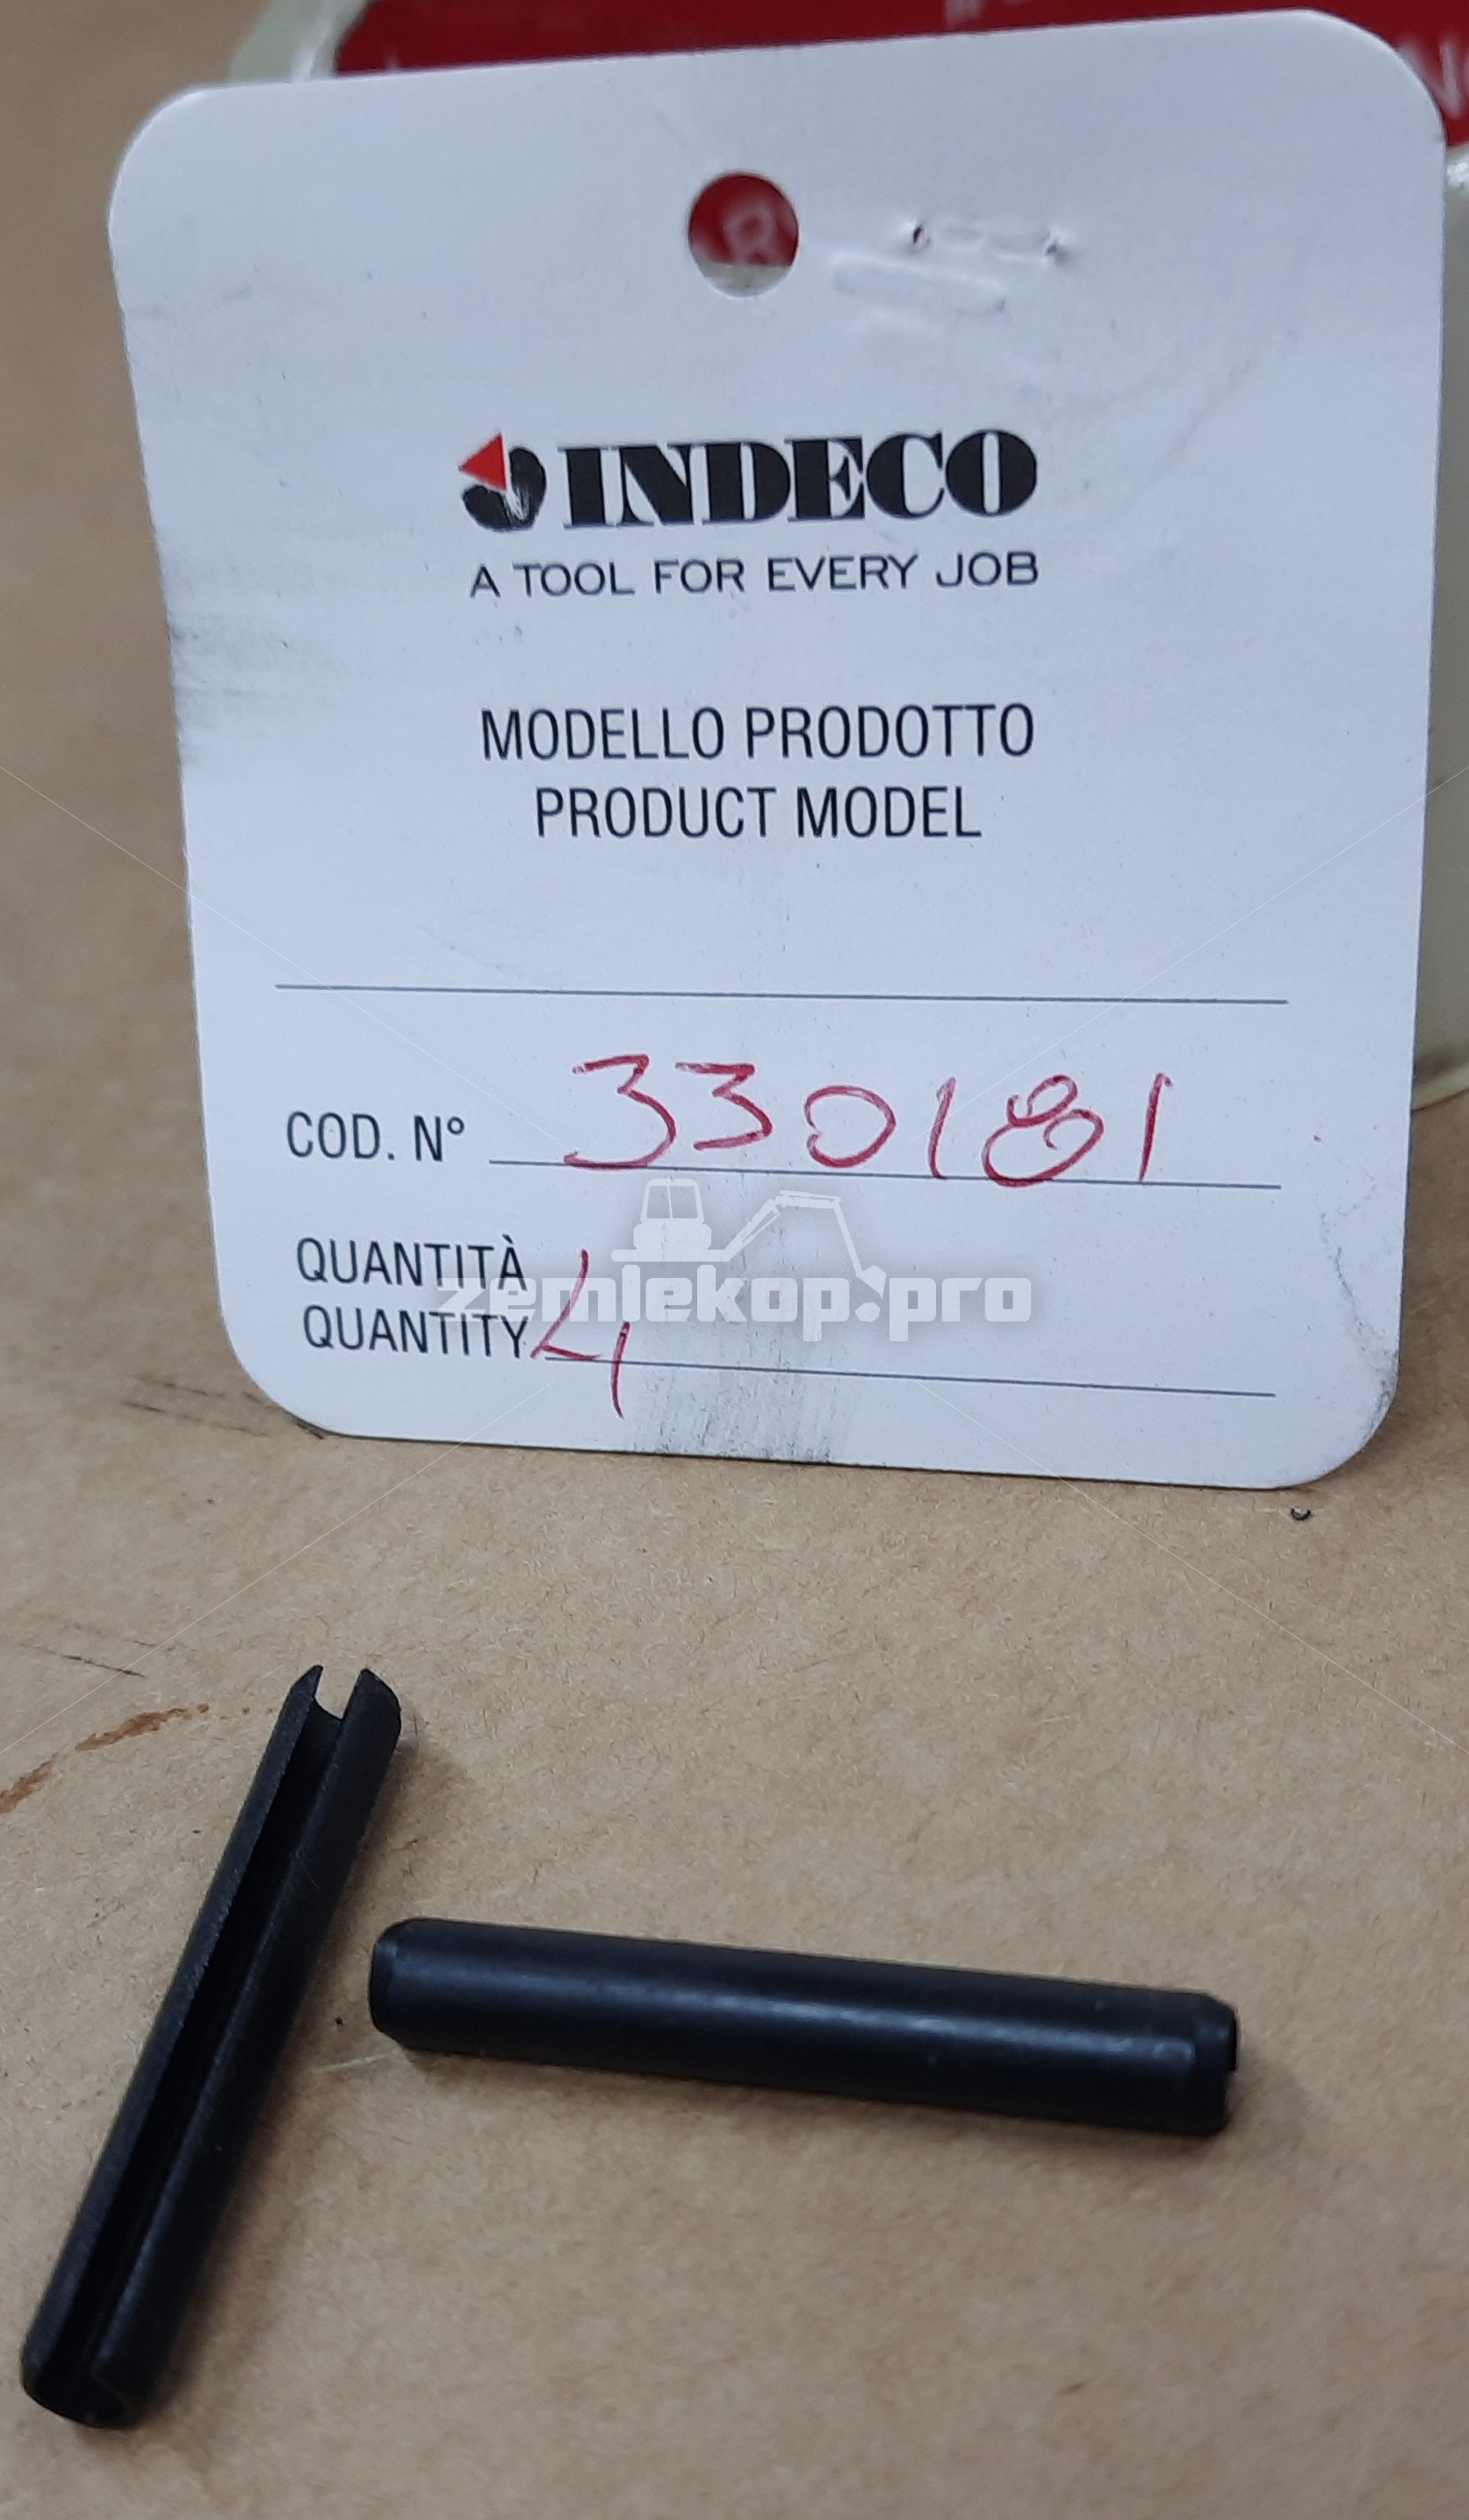 INDECO
A TOOL FOR EVERY JOB
MODELLO PRODOTTO
PRODUCT MODEL
COD. N° 330181
QUANTITÀ
QUANTITY 4
zemlekop.pro